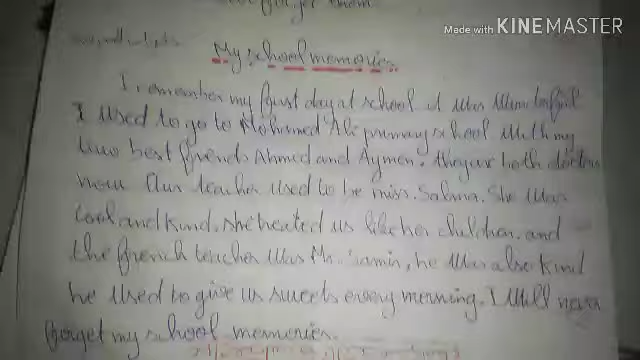 Made with KINEMASTER
forget them.
My school memories
I remember my first day at school it was wonderful
I used to go to Mohamed Ali primary school with my
two best friends Ahmed and Aymen. they are both doctors
now Our teacher used to be miss. Salma. She was
cool and kind. she treated us like her children. and
the french teacher was Mr. Samir, he was also kind
he used to give us sweets every morning. I will never
forget my school memories.